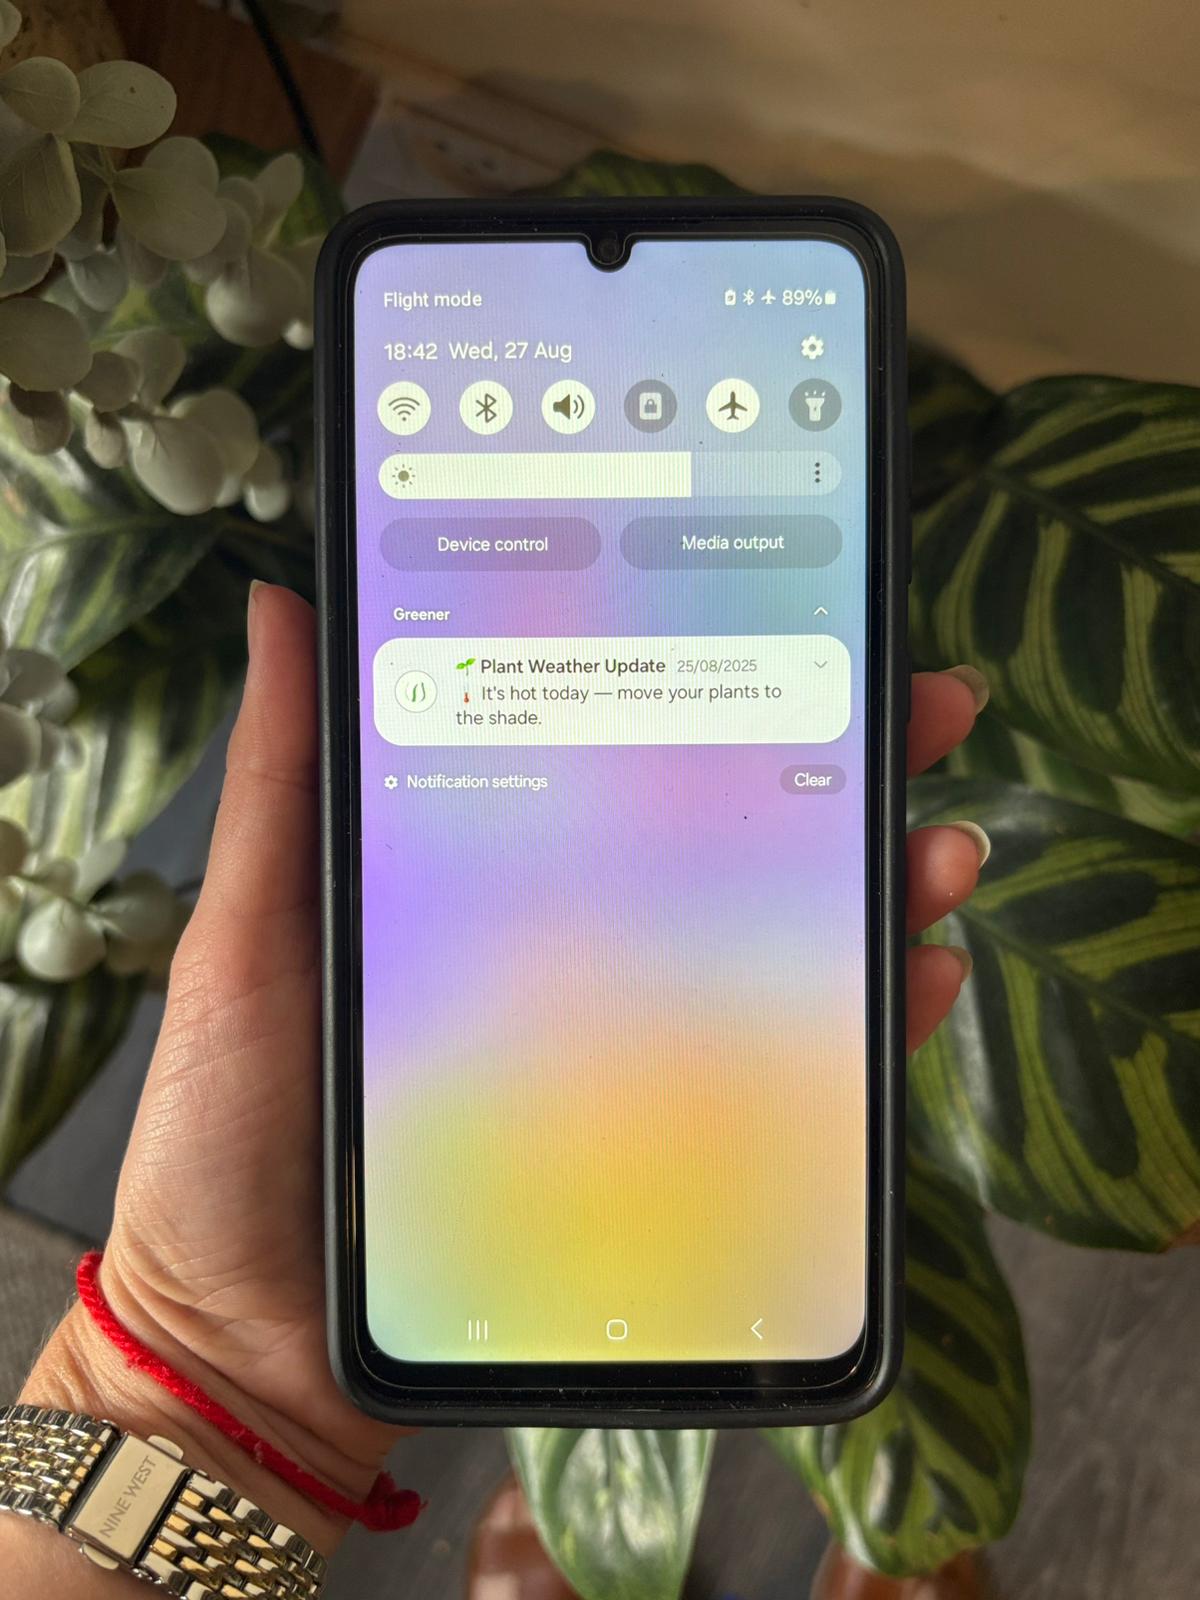 Flight mode 89%
18:42 Wed, 27 Aug
Device control Media output
Greener
🌱 Plant Weather Update 25/08/2025
🌡️ It's hot today — move your plants to
the shade.
Notification settings Clear
NINE WEST